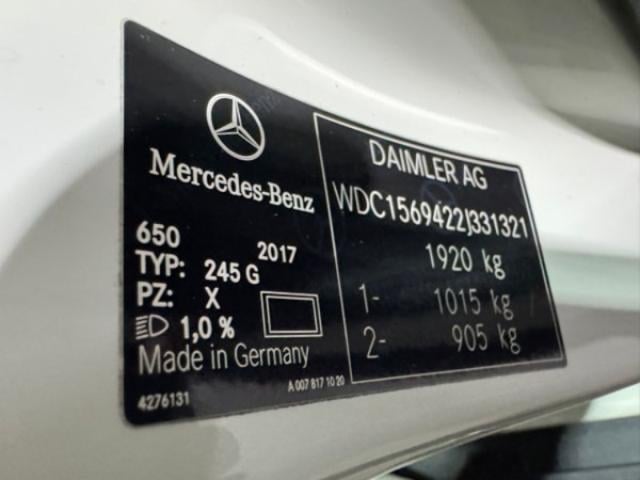 Mercedes-Benz
650 2017
TYP: 245 G
PZ: X
1,0 %
Made in Germany
4276131
A 007 817 10 20
DAIMLER AG
WDC1569422J331321
1920 kg
1- 1015 kg
2- 905 kg